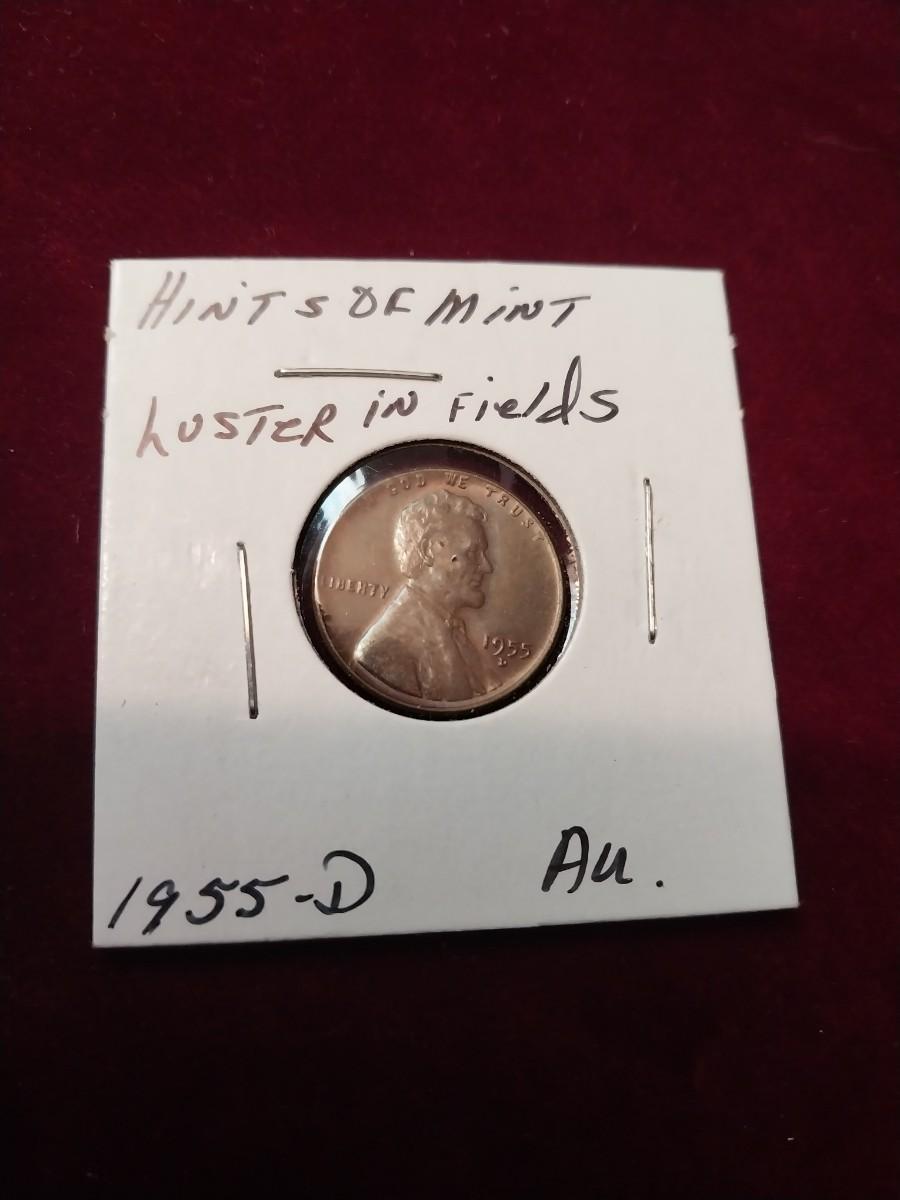 HINTS OF MINT
LUSTER IN FIELDS
GOD WE TRUST
LIBERTY
1955
D
1955-D
Au.